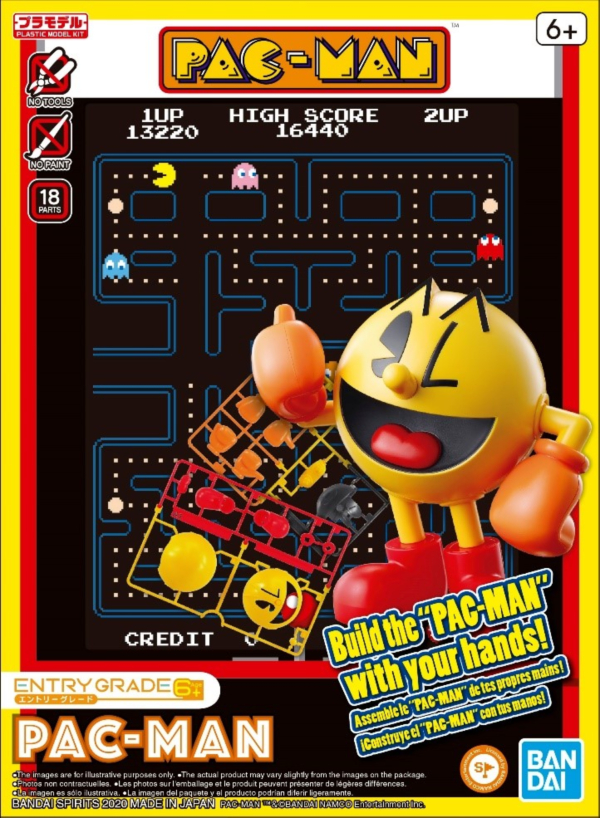 プラモデル
PLASTIC MODEL KIT
PAC-MAN
™
6+
NO TOOLS
NO PAINT
18
PARTS
1UP HIGH SCORE 2UP
13220 16440
CREDIT 0
Build the "PAC-MAN"
with your hands!
Assemble le "PAC-MAN" de tes propres mains!
¡Construye el "PAC-MAN" con tus manos!
ENTRY GRADE 6+
エントリーグレード
PAC-MAN
●The images are for illustrative purposes only. ●The actual product may vary slightly from the images on the package.
●Photos non contractuelles. ●Les photos sur l'emballage et le produit peuvent présenter de légères différences.
●La imagen es sólo ilustrativa. ●La imagen del paquete y el producto podrían diferir ligeramente.
BANDAI SPIRITS 2020 MADE IN JAPAN PAC-MAN™&©BANDAI NAMCO Entertainment Inc.
SP
BAN
DAI